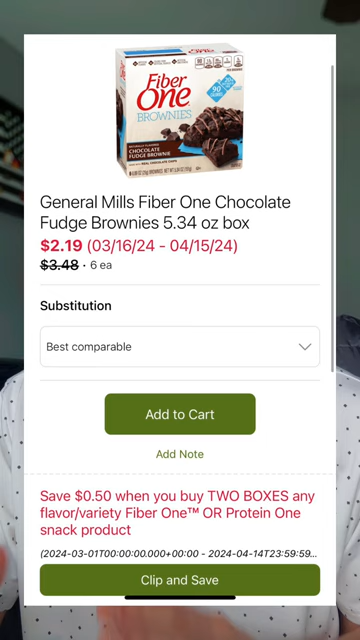 Fiber
One
BROWNIES
90
CALORIES
CHOCOLATE
FUDGE BROWNIE
General Mills Fiber One Chocolate
Fudge Brownies 5.34 oz box
$2.19 (03/16/24 - 04/15/24)
$3.48 • 6 ea
Substitution
Best comparable
Add to Cart
Add Note
Save $0.50 when you buy TWO BOXES any
flavor/variety Fiber One™ OR Protein One
snack product
(2024-03-01T00:00:00.000+00:00 - 2024-04-14T23:59:59...
Clip and Save